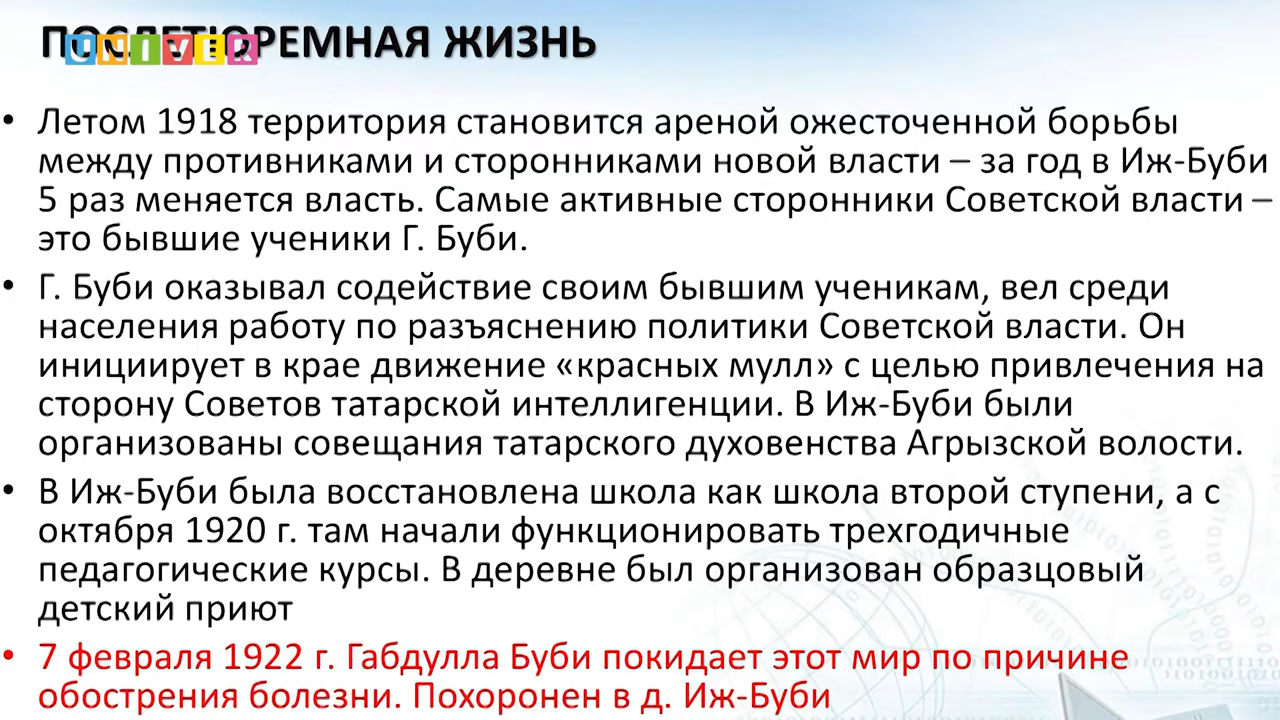 ПОСЛЕТЮРЕМНАЯ ЖИЗНЬ
UNIVER
• Летом 1918 территория становится ареной ожесточенной борьбы
между противниками и сторонниками новой власти – за год в Иж-Буби
5 раз меняется власть. Самые активные сторонники Советской власти –
это бывшие ученики Г. Буби.
• Г. Буби оказывал содействие своим бывшим ученикам, вел среди
населения работу по разъяснению политики Советской власти. Он
инициирует в крае движение «красных мулл» с целью привлечения на
сторону Советов татарской интеллигенции. В Иж-Буби были
организованы совещания татарского духовенства Агрызской волости.
• В Иж-Буби была восстановлена школа как школа второй ступени, а с
октября 1920 г. там начали функционировать трехгодичные
педагогические курсы. В деревне был организован образцовый
детский приют
• 7 февраля 1922 г. Габдулла Буби покидает этот мир по причине
обострения болезни. Похоронен в д. Иж-Буби